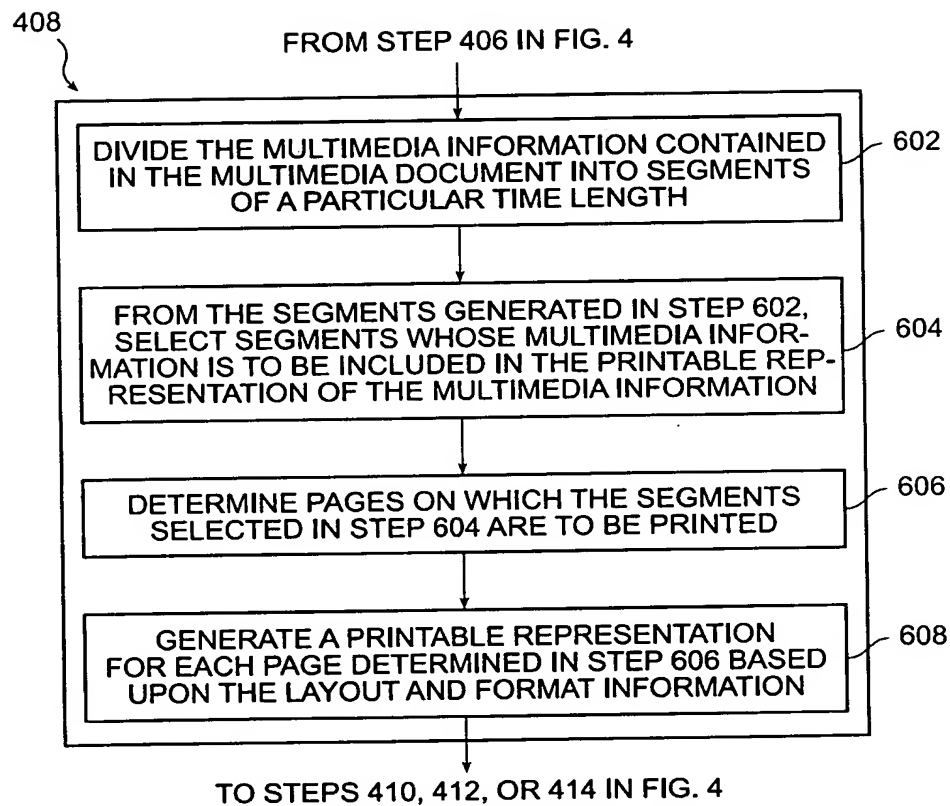 408
FROM STEP 406 IN FIG. 4
DIVIDE THE MULTIMEDIA INFORMATION CONTAINED
IN THE MULTIMEDIA DOCUMENT INTO SEGMENTS
OF A PARTICULAR TIME LENGTH
602
FROM THE SEGMENTS GENERATED IN STEP 602,
SELECT SEGMENTS WHOSE MULTIMEDIA INFOR-
MATION IS TO BE INCLUDED IN THE PRINTABLE REP-
RESENTATION OF THE MULTIMEDIA INFORMATION
604
DETERMINE PAGES ON WHICH THE SEGMENTS
SELECTED IN STEP 604 ARE TO BE PRINTED
606
GENERATE A PRINTABLE REPRESENTATION
FOR EACH PAGE DETERMINED IN STEP 606 BASED
UPON THE LAYOUT AND FORMAT INFORMATION
608
TO STEPS 410, 412, OR 414 IN FIG. 4